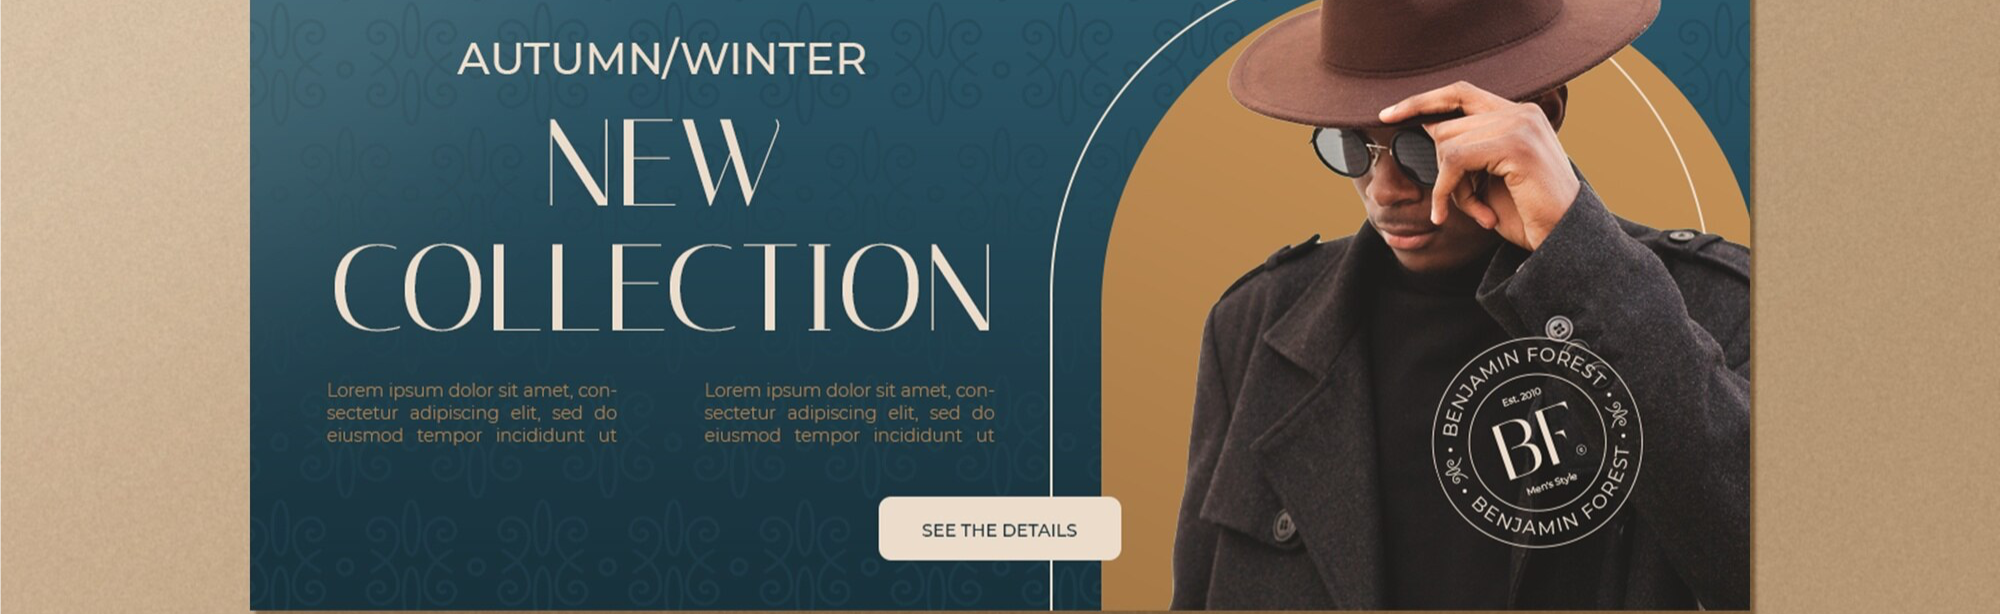 AUTUMN/WINTER
NEW
COLLECTION
Lorem ipsum dolor sit amet, con-
sectetur adipiscing elit, sed do
eiusmod tempor incididunt ut
Lorem ipsum dolor sit amet, con-
sectetur adipiscing elit, sed do
eiusmod tempor incididunt ut
SEE THE DETAILS
BENJAMIN FOREST
Est. 2010
BF
©
Men's Style
BENJAMIN FOREST